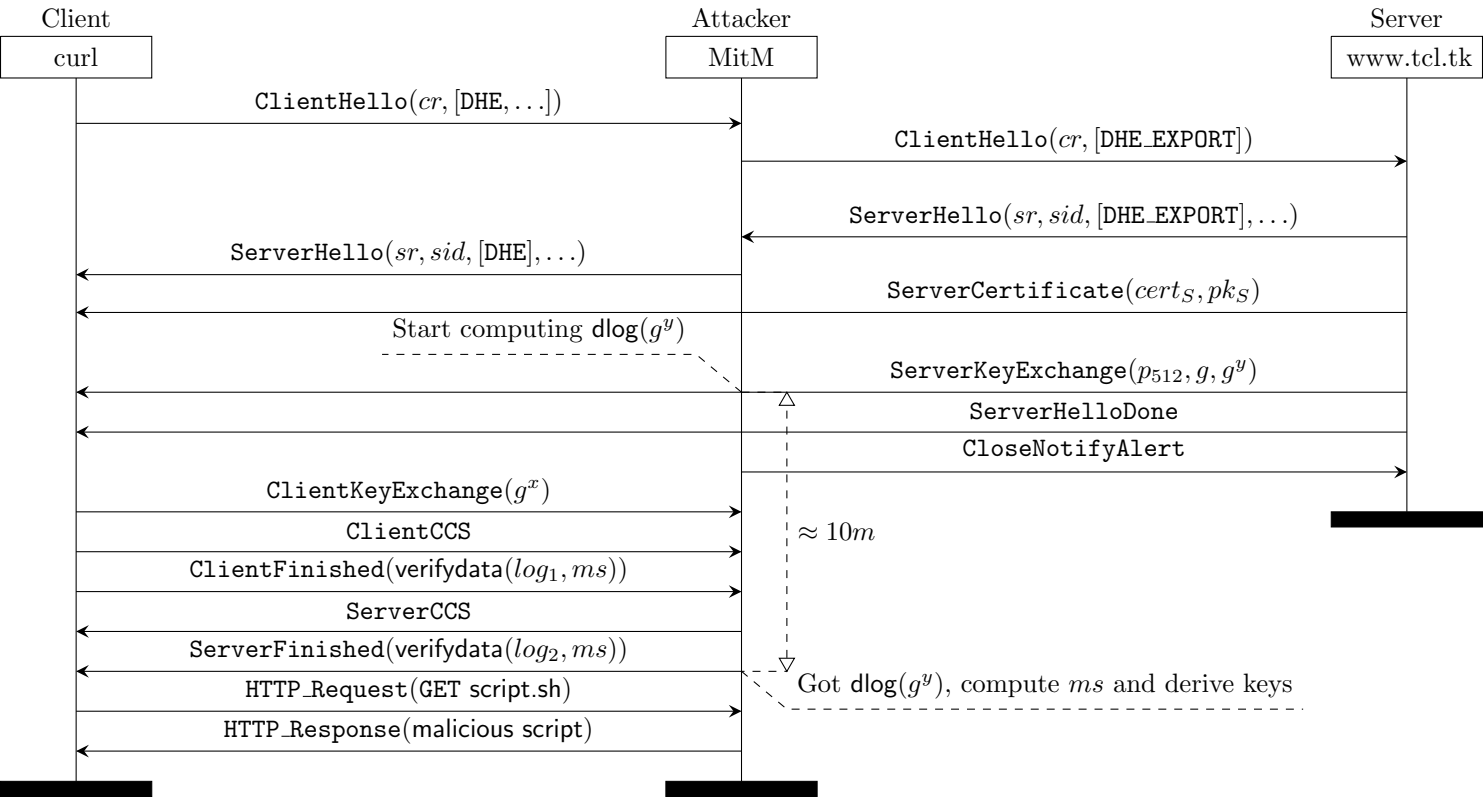 Client Attacker Server
curl MitM www.tcl.tk
ClientHello(cr, [DHE, ...])
ClientHello(cr, [DHE_EXPORT])
ServerHello(sr, sid, [DHE_EXPORT], ...)
ServerHello(sr, sid, [DHE], ...)
ServerCertificate(cert_S, pk_S)
Start computing dlog(g^y)
ServerKeyExchange(p_512, g, g^y)
ServerHelloDone
CloseNotifyAlert
ClientKeyExchange(g^x)
ClientCCS
≈ 10m
ClientFinished(verifydata(log_1, ms))
ServerCCS
ServerFinished(verifydata(log_2, ms))
Got dlog(g^y), compute ms and derive keys
HTTP_Request(GET script.sh)
HTTP_Response(malicious script)